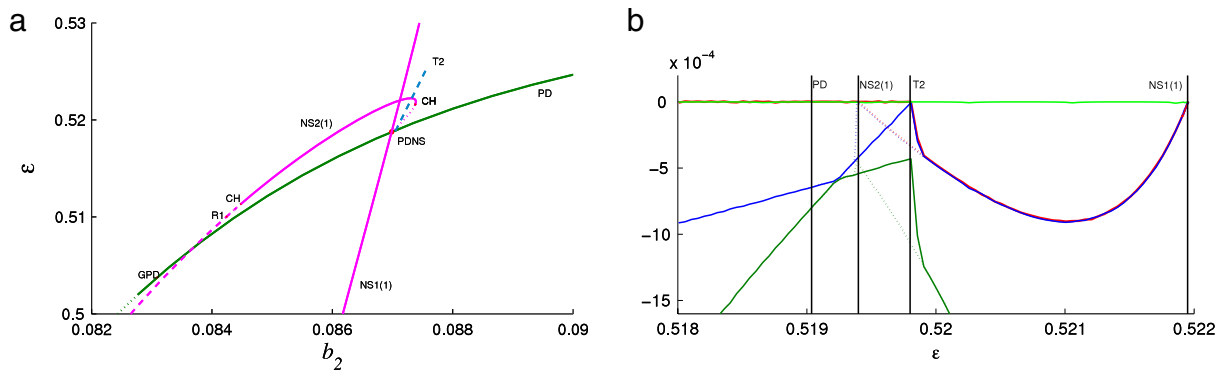 a
0.53
0.52
0.51
0.5
ε
0.082
0.084
0.086
0.088
0.09
b2
T2
CH
PD
NS2(1)
PDNS
CH
R1
GPD
NS1(1)
b
x 10⁻⁴
0
−5
−10
−15
PD
NS2(1)
T2
NS1(1)
0.518
0.519
0.52
0.521
0.522
ε